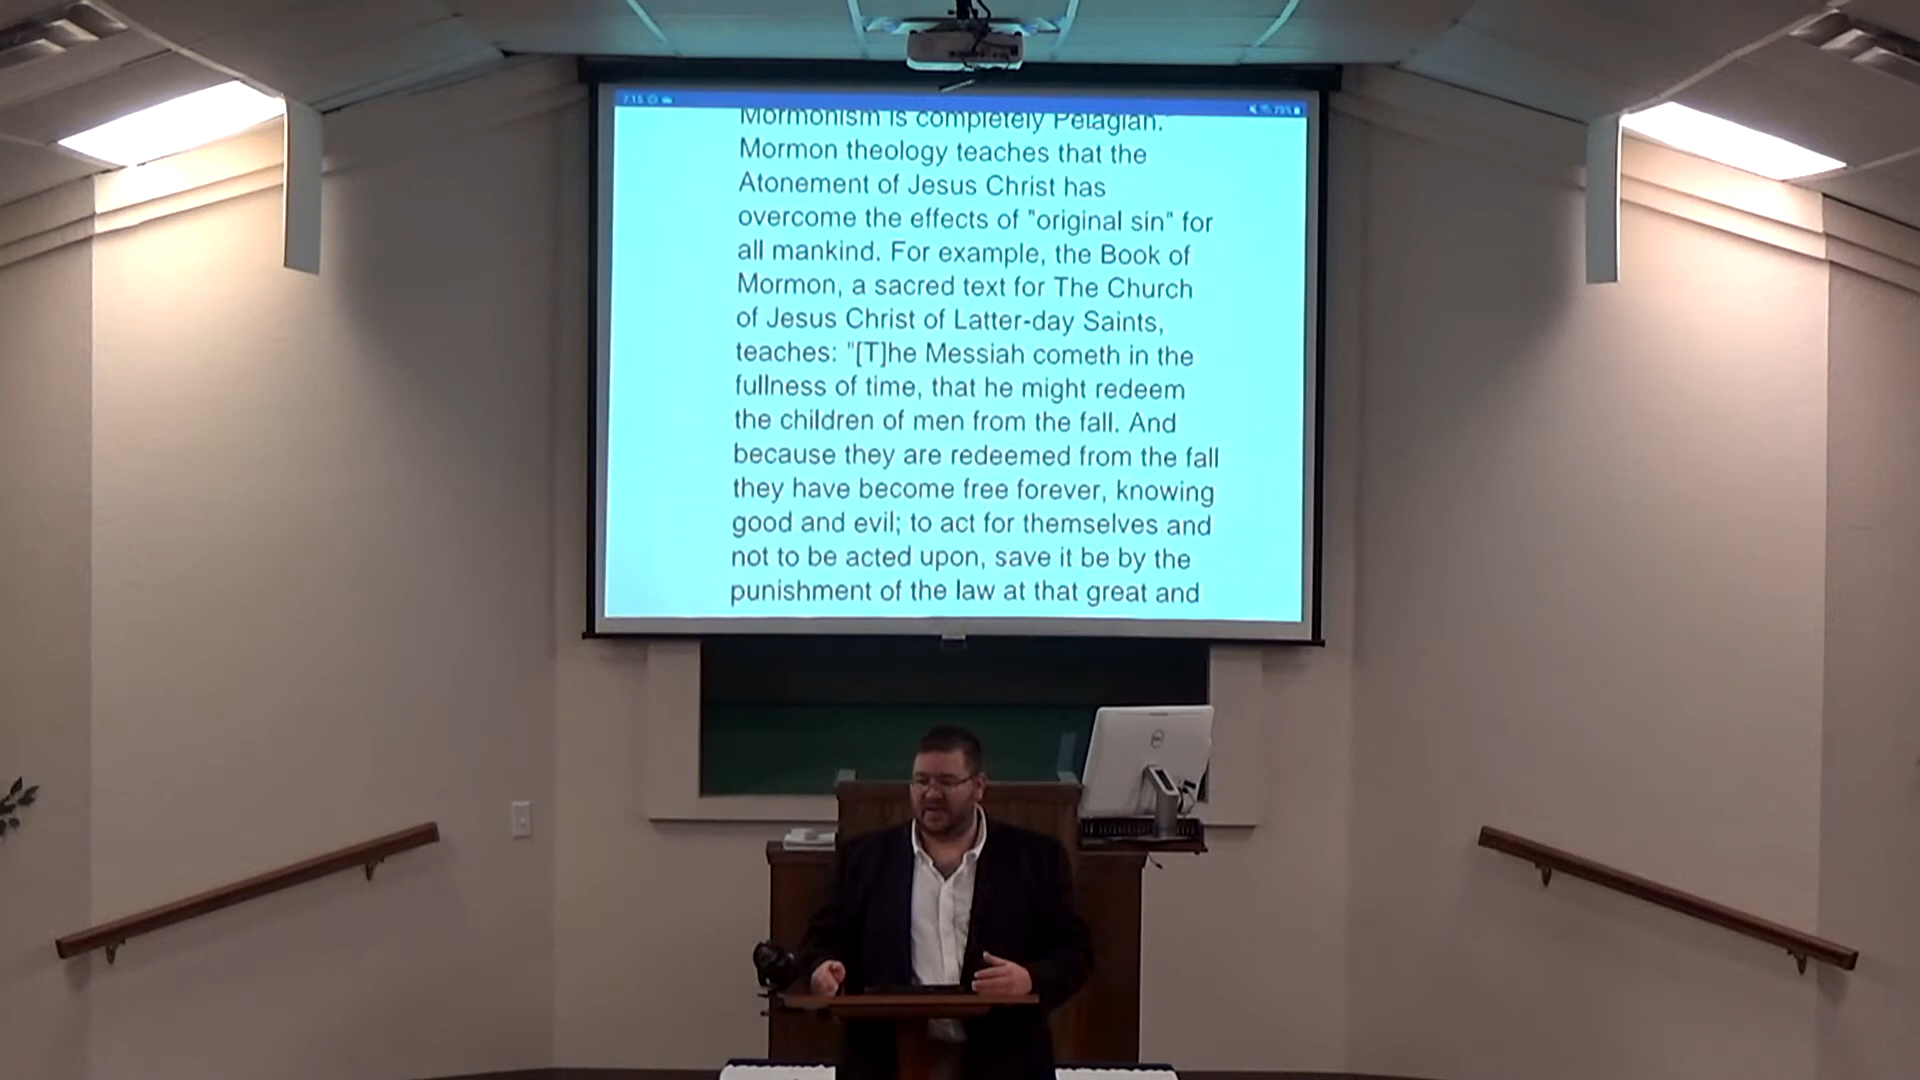 7:15
79%
Mormonism is completely Pelagian."
Mormon theology teaches that the
Atonement of Jesus Christ has
overcome the effects of "original sin" for
all mankind. For example, the Book of
Mormon, a sacred text for The Church
of Jesus Christ of Latter-day Saints,
teaches: "[T]he Messiah cometh in the
fullness of time, that he might redeem
the children of men from the fall. And
because they are redeemed from the fall
they have become free forever, knowing
good and evil; to act for themselves and
not to be acted upon, save it be by the
punishment of the law at that great and
DELL